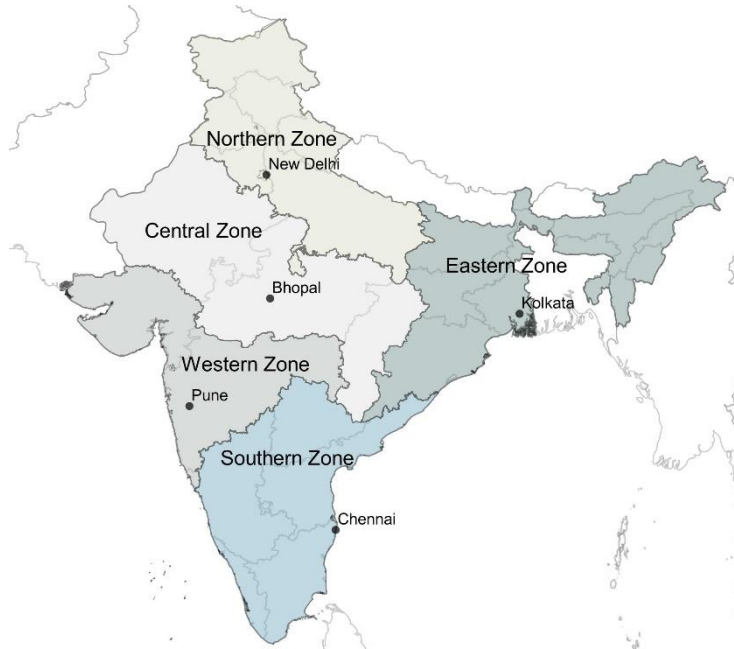 Northern Zone
New Delhi
Central Zone
Eastern Zone
Bhopal
Kolkata
Western Zone
Pune
Southern Zone
Chennai